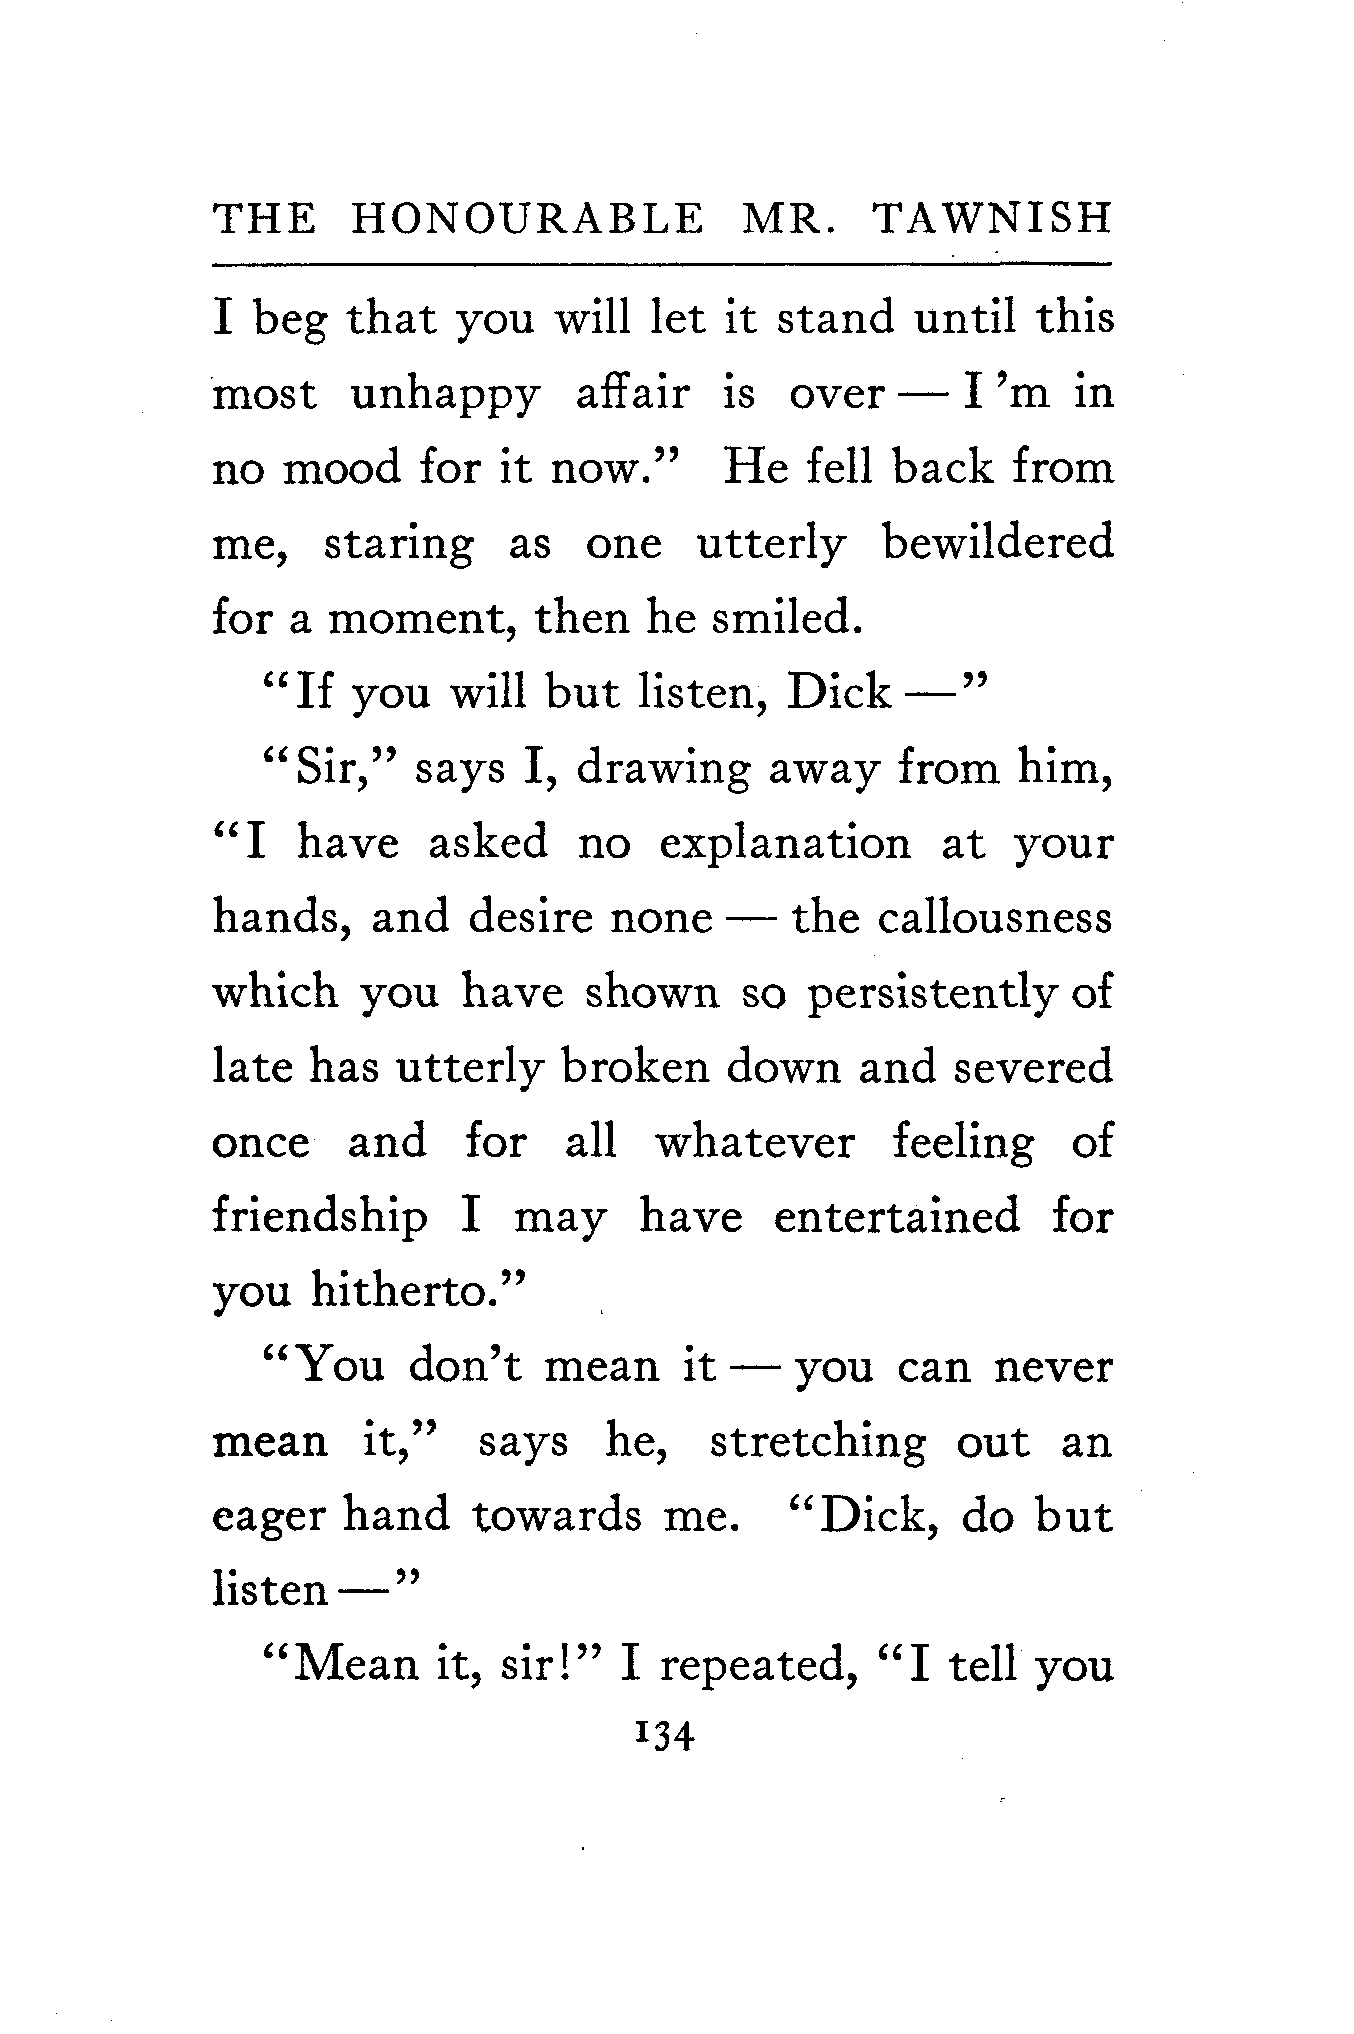 THE HONOURABLE MR. TAWNISH
I beg that you will let it stand until this
most unhappy affair is over — I 'm in
no mood for it now.” He fell back from
me, staring as one utterly bewildered
for a moment, then he smiled.
“If you will but listen, Dick —”
“Sir,” says I, drawing away from him,
“I have asked no explanation at your
hands, and desire none — the callousness
which you have shown so persistently of
late has utterly broken down and severed
once and for all whatever feeling of
friendship I may have entertained for
you hitherto.”
“You don’t mean it — you can never
mean it,” says he, stretching out an
eager hand towards me. “Dick, do but
listen —”
“Mean it, sir!” I repeated, “I tell you
134